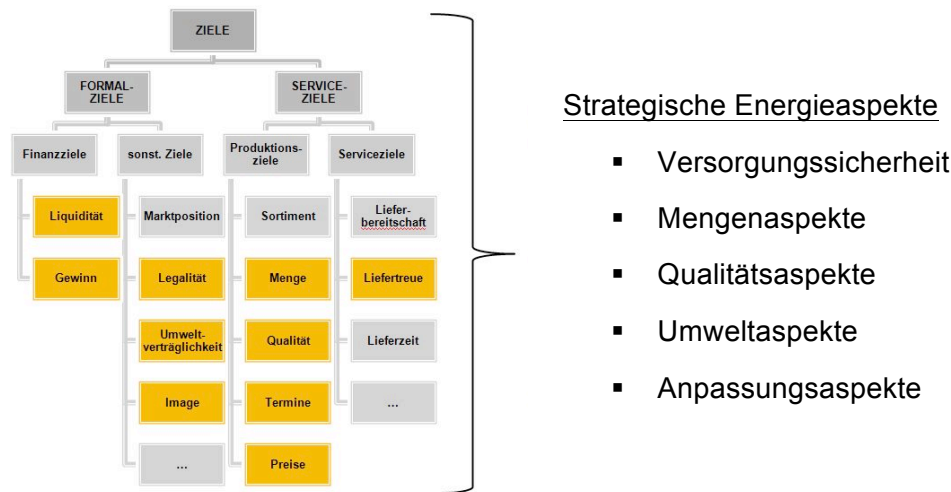 ZIELE
FORMAL-
ZIELE
SERVICE-
ZIELE
Finanzziele
sonst. Ziele
Produktions-
ziele
Serviceziele
Liquidität
Marktposition
Sortiment
Liefer-
bereitschaft
Gewinn
Legalität
Menge
Liefertreue
Umwelt-
verträglichkeit
Qualität
Lieferzeit
Image
Termine
...
...
Preise
Strategische Energieaspekte
▪ Versorgungssicherheit
▪ Mengenaspekte
▪ Qualitätsaspekte
▪ Umweltaspekte
▪ Anpassungsaspekte